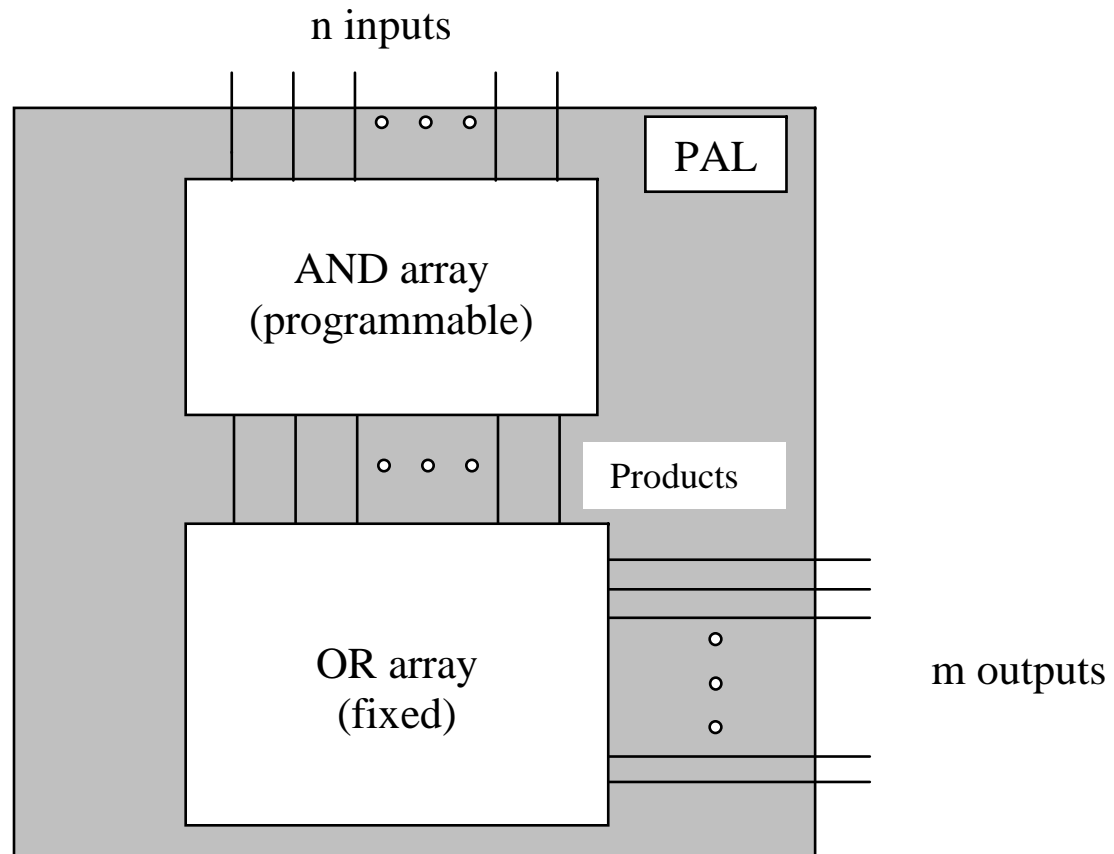 n inputs
PAL
AND array
(programmable)
Products
OR array
(fixed)
m outputs